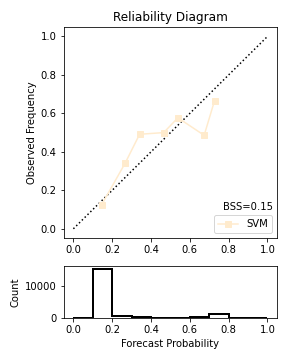 Reliability Diagram
1.0
0.8
0.6
0.4
0.2
0.0
Observed Frequency
BSS=0.15
SVM
0.0 0.2 0.4 0.6 0.8 1.0
10000
0
Count
0.0 0.2 0.4 0.6 0.8 1.0
Forecast Probability